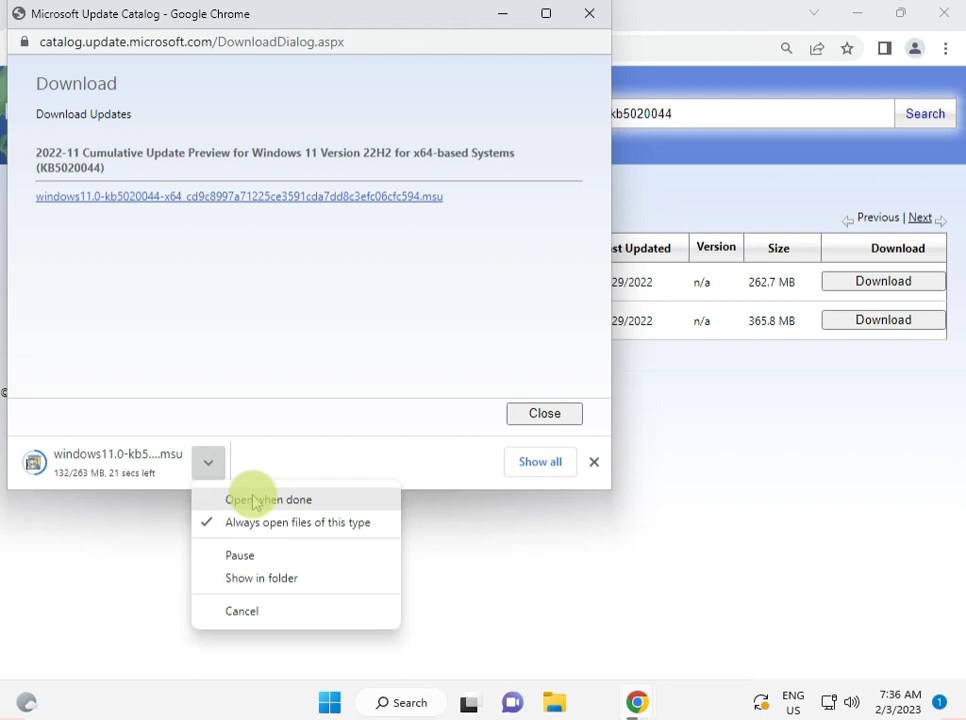 Microsoft Update Catalog - Google Chrome
catalog.update.microsoft.com/DownloadDialog.aspx
Download
Download Updates
2022-11 Cumulative Update Preview for Windows 11 Version 22H2 for x64-based Systems
(KB5020044)
windows11.0-kb5020044-x64_cd9c8997a71225ce3591cda7dd8c3efc06cfc594.msu
Close
windows11.0-kb5....msu
132/263 MB, 21 secs left
Show all
Open when done
Always open files of this type
Pause
Show in folder
Cancel
kb5020044
Search
Previous | Next
st Updated Version Size Download
29/2022 n/a 262.7 MB Download
29/2022 n/a 365.8 MB Download
©
Search
ENG
US
7:36 AM
2/3/2023
1